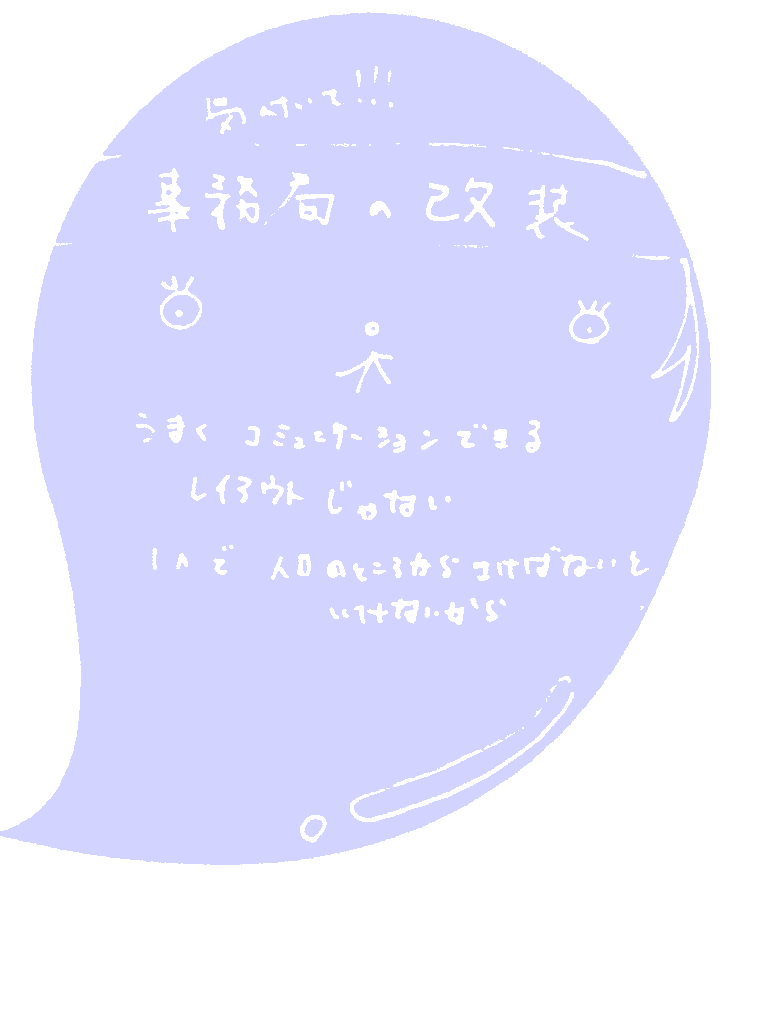 気付いて!!!
事務局の改装
うまく コミュニケーションできる
レイアウト じゃない
1人で 入口のところから さけばないと
いけないから